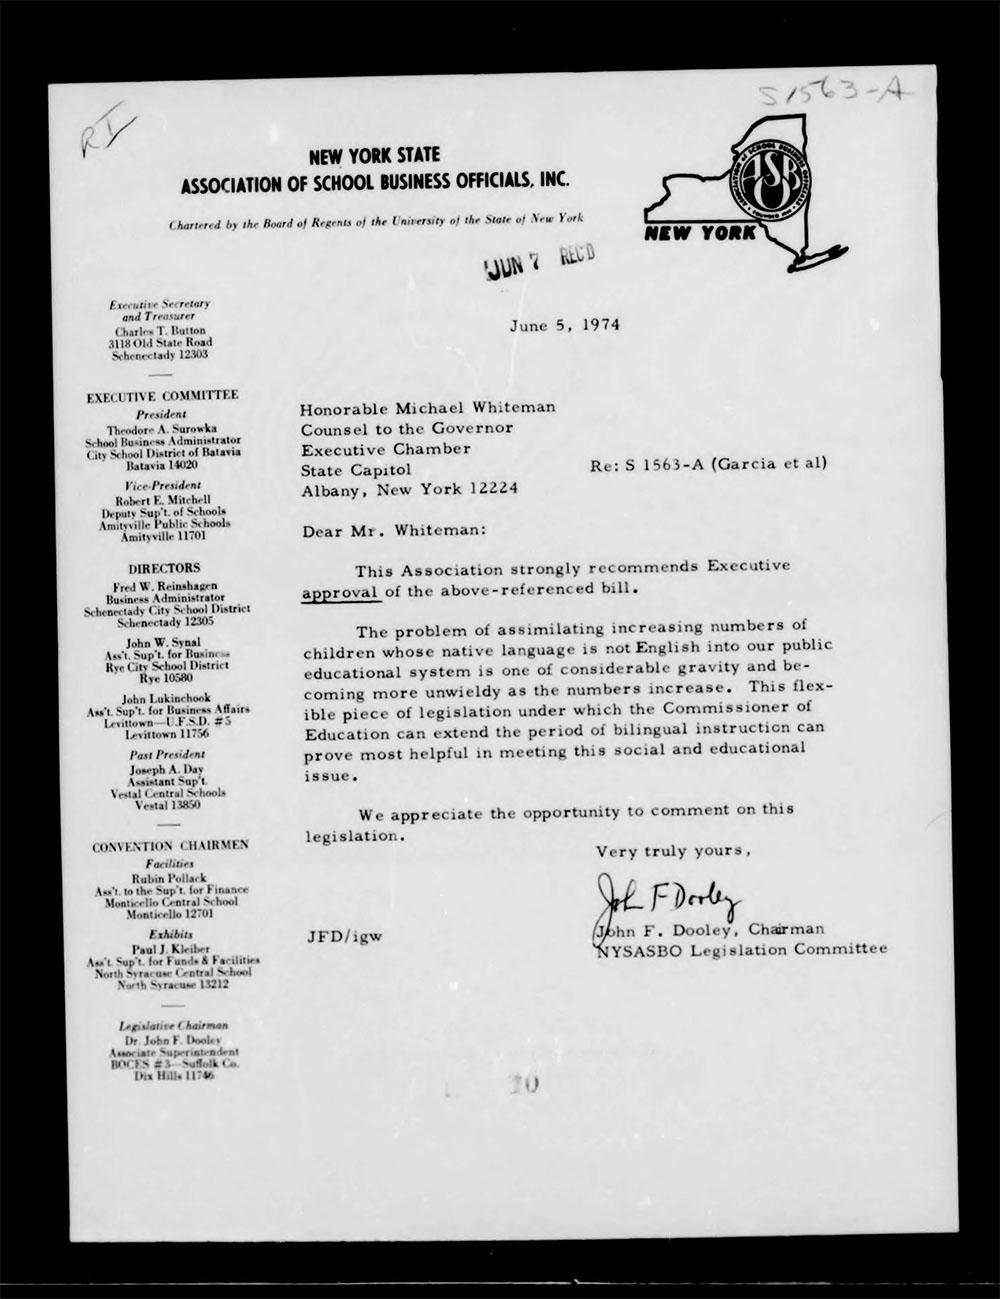 S1563-A
RI
NEW YORK STATE
ASSOCIATION OF SCHOOL BUSINESS OFFICIALS, INC.
Chartered by the Board of Regents of the University of the State of New York
ASSOCIATION of SCHOOL BUSINESS OFFICIALS
ASBO
NEW YORK
JUN 7 REC'D
Executive Secretary
and Treasurer
Charles T. Button
3118 Old State Road
Schenectady 12303
EXECUTIVE COMMITTEE
President
Theodore A. Surowka
School Business Administrator
City School District of Batavia
Batavia 14020
Vice-President
Robert E. Mitchell
Deputy Sup't. of Schools
Amityville Public Schools
Amityville 11701
DIRECTORS
Fred W. Reinshagen
Business Administrator
Schenectady City School District
Schenectady 12305
John W. Synal
Ass't. Sup't. for Business
Rye City School District
Rye 10580
John Lukinchook
Ass't. Sup't. for Business Affairs
Levittown—U.F.S.D. #5
Levittown 11756
Past President
Joseph A. Day
Assistant Sup't.
Vestal Central Schools
Vestal 13850
CONVENTION CHAIRMEN
Facilities
Rubin Pollack
Ass't. to the Sup't. for Finance
Monticello Central School
Monticello 12701
Exhibits
Paul J. Kleiber
Ass't. Sup't. for Funds & Facilities
North Syracuse Central School
North Syracuse 13212
Legislative Chairman
Dr. John F. Dooley
Associate Superintendent
BOCES #3—Suffolk Co.
Dix Hills 11746
June 5, 1974
Honorable Michael Whiteman
Counsel to the Governor
Executive Chamber
State Capitol
Albany, New York 12224
Re: S 1563-A (Garcia et al)
Dear Mr. Whiteman:
This Association strongly recommends Executive
approval of the above-referenced bill.
The problem of assimilating increasing numbers of
children whose native language is not English into our public
educational system is one of considerable gravity and be-
coming more unwieldy as the numbers increase. This flex-
ible piece of legislation under which the Commissioner of
Education can extend the period of bilingual instruction can
prove most helpful in meeting this social and educational
issue.
We appreciate the opportunity to comment on this
legislation.
Very truly yours,
John F Dooley
John F. Dooley, Chairman
NYSASBO Legislation Committee
JFD/igw